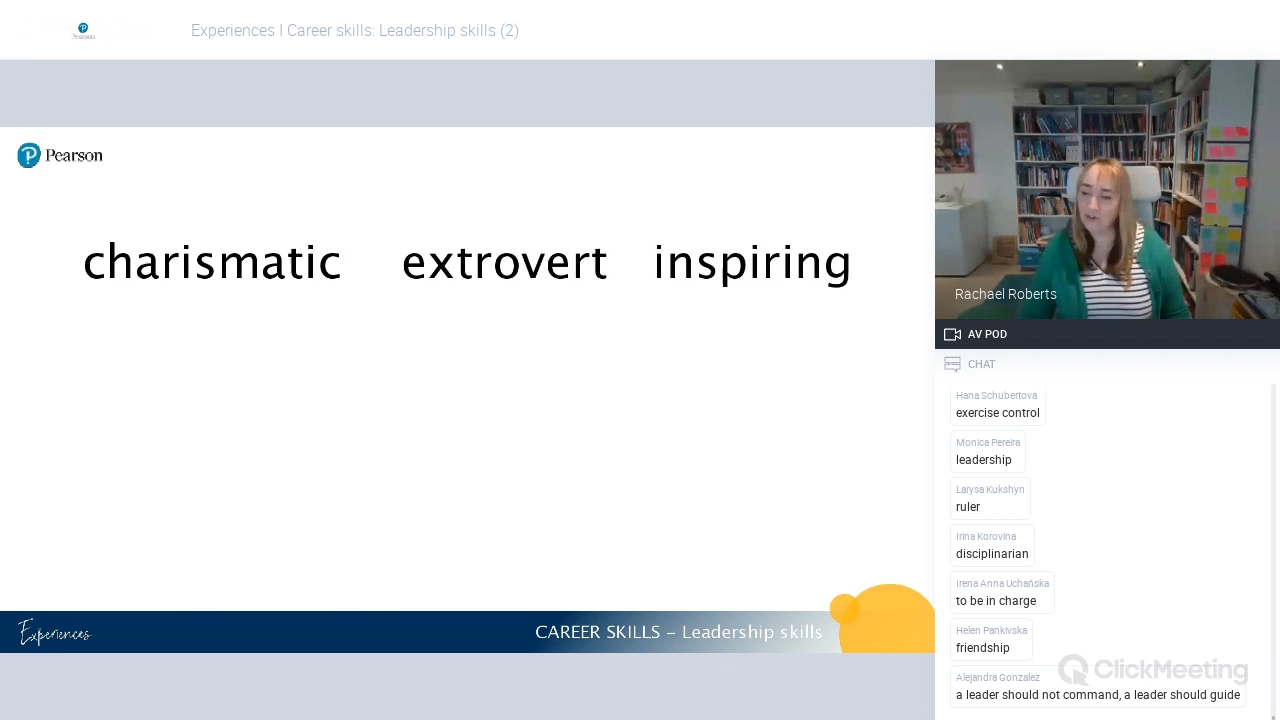 Pearson
Experiences I Career skills: Leadership skills (2)
Pearson
charismatic extrovert inspiring
Experiences
CAREER SKILLS – Leadership skills
Rachael Roberts
AV POD
CHAT
Hana Schubertová
exercise control
Monica Pereira
leadership
Larysa Kukshyn
ruler
Irina Korovina
disciplinarian
Irena Anna Uchańska
to be in charge
Helen Pankivska
friendship
ClickMeeting
Alejandra Gonzalez
a leader should not command, a leader should guide